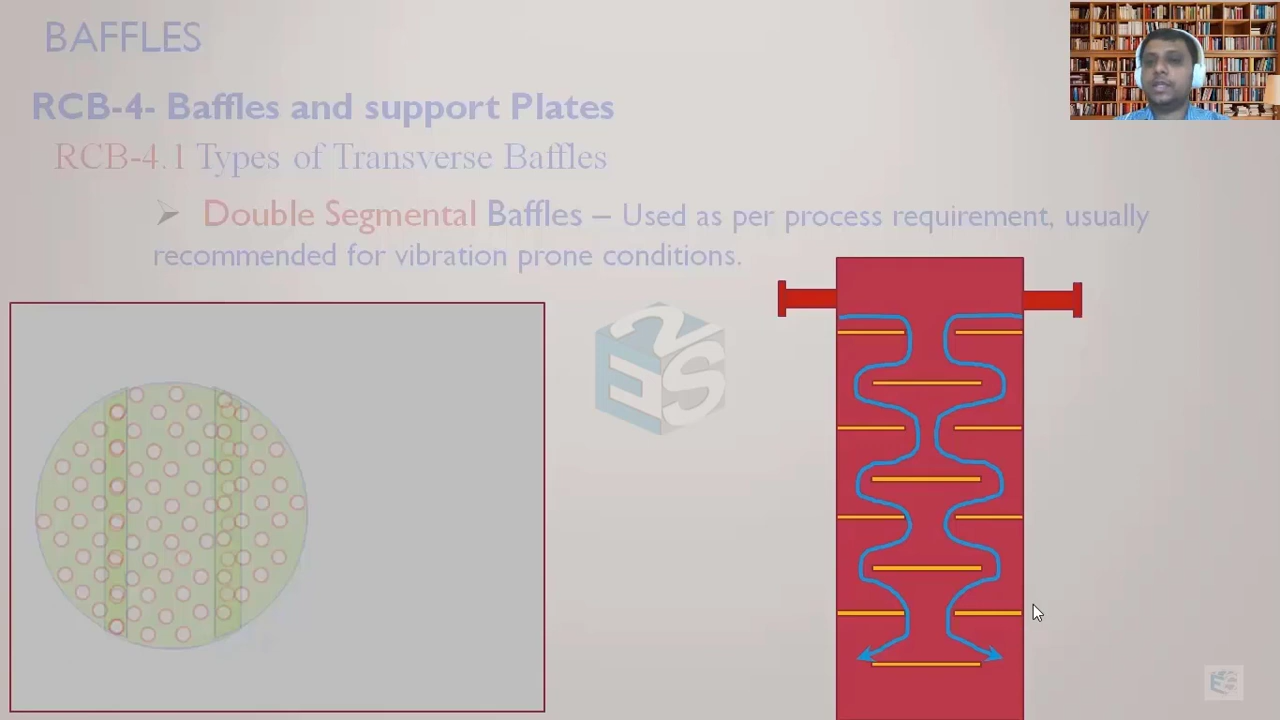 BAFFLES
RCB-4- Baffles and support Plates
RCB-4.1 Types of Transverse Baffles
➢ Double Segmental Baffles – Used as per process requirement, usually
recommended for vibration prone conditions.
E2S